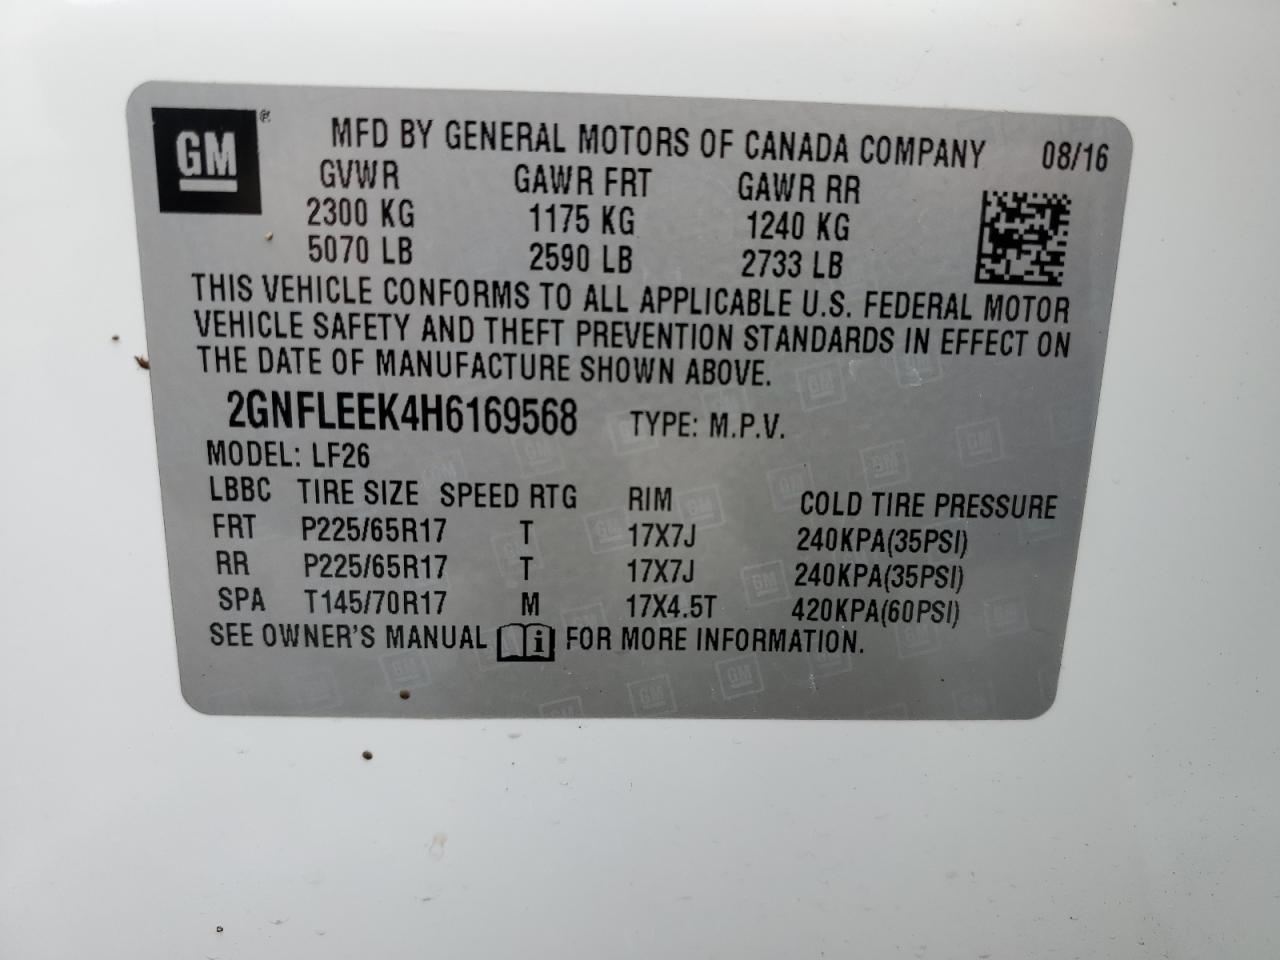 GM®
MFD BY GENERAL MOTORS OF CANADA COMPANY 08/16
GVWR GAWR FRT GAWR RR
2300 KG 1175 KG 1240 KG
5070 LB 2590 LB 2733 LB
THIS VEHICLE CONFORMS TO ALL APPLICABLE U.S. FEDERAL MOTOR
VEHICLE SAFETY AND THEFT PREVENTION STANDARDS IN EFFECT ON
THE DATE OF MANUFACTURE SHOWN ABOVE.
2GNFLEEK4H6169568 TYPE: M.P.V.
MODEL: LF26
LBBC TIRE SIZE SPEED RTG RIM COLD TIRE PRESSURE
FRT P225/65R17 T 17X7J 240KPA(35PSI)
RR P225/65R17 T 17X7J 240KPA(35PSI)
SPA T145/70R17 M 17X4.5T 420KPA(60PSI)
SEE OWNER'S MANUAL i FOR MORE INFORMATION.